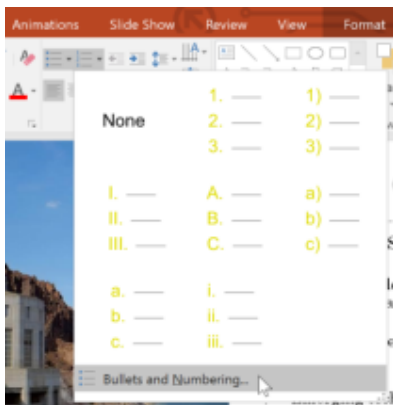 Animations Slide Show Review View Format
A
None
1.
2.
3.
1)
2)
3)
I.
II.
III.
A.
B.
C.
a)
b)
c)
a.
b.
c.
i.
ii.
iii.
Bullets and Numbering...